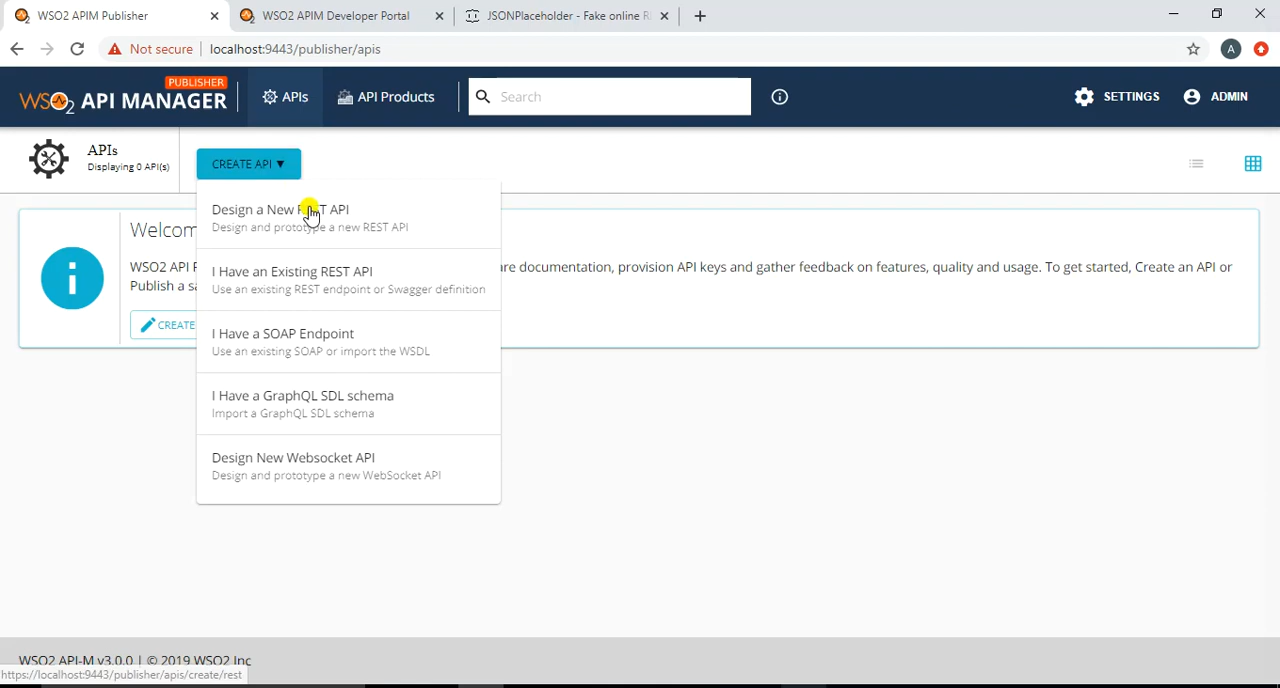 WSO2 APIM Publisher
WSO2 APIM Developer Portal
JSONPlaceholder - Fake online R
Not secure
localhost:9443/publisher/apis
A
WSO2 API MANAGER
PUBLISHER
APIs
API Products
Search
SETTINGS
ADMIN
APIs
Displaying 0 API(s)
CREATE API ▼
Design a New REST API
Design and prototype a new REST API
I Have an Existing REST API
Use an existing REST endpoint or Swagger definition
I Have a SOAP Endpoint
Use an existing SOAP or import the WSDL
I Have a GraphQL SDL schema
Import a GraphQL SDL schema
Design New Websocket API
Design and prototype a new WebSocket API
Welcom
WSO2 API P re documentation, provision API keys and gather feedback on features, quality and usage. To get started, Create an API or
Publish a sa
CREATE
WSO2 API-M v3.0.0 | © 2019 WSO2 Inc
https://localhost:9443/publisher/apis/create/rest